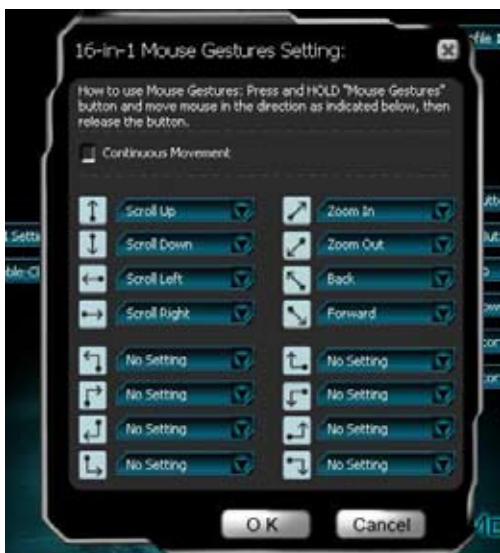 16-in-1 Mouse Gestures Setting:
How to use Mouse Gestures: Press and HOLD "Mouse Gestures"
button and move mouse in the direction as indicated below, then
release the button.
Continuous Movement
Scroll Up
Zoom In
Scroll Down
Zoom Out
Scroll Left
Back
Scroll Right
Forward
No Setting
No Setting
No Setting
No Setting
No Setting
No Setting
No Setting
No Setting
OK
Cancel